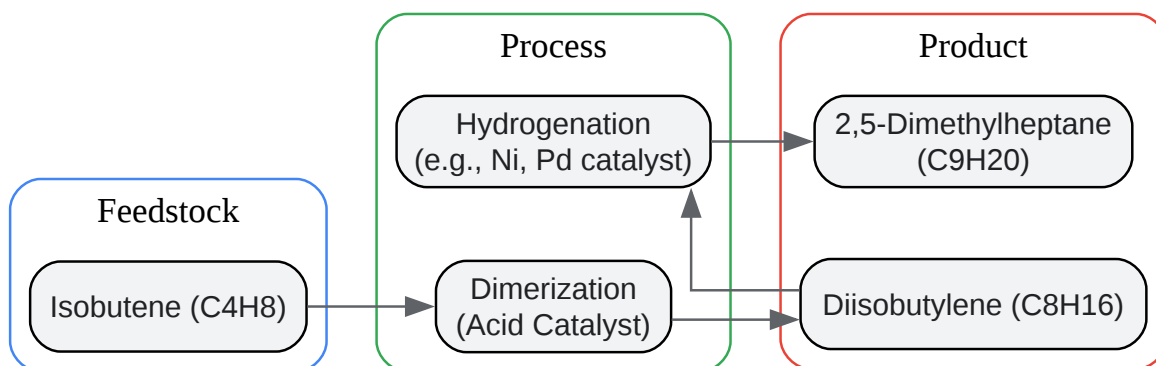 Feedstock
Isobutene (C4H8)
Process
Hydrogenation
(e.g., Ni, Pd catalyst)
Dimerization
(Acid Catalyst)
Product
2,5-Dimethylheptane
(C9H20)
Diisobutylene (C8H16)